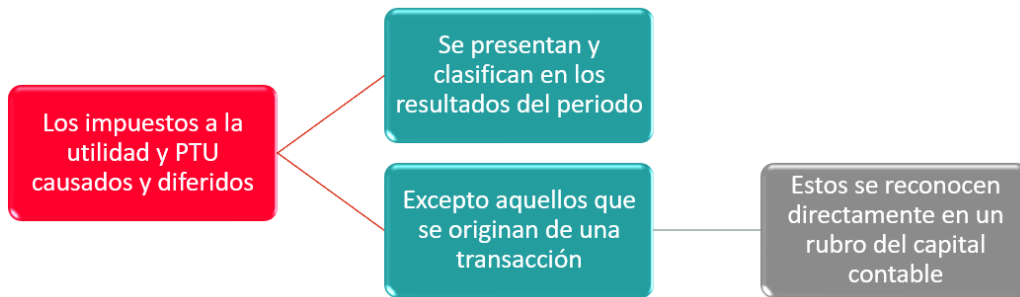 Los impuestos a la
utilidad y PTU
causados y diferidos
Se presentan y
clasifican en los
resultados del periodo
Excepto aquellos que
se originan de una
transacción
Estos se reconocen
directamente en un
rubro del capital
contable